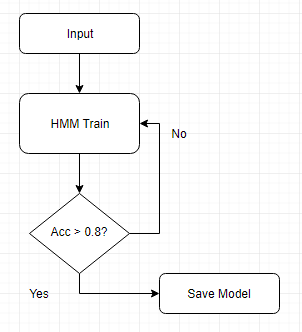 Input
HMM Train
No
Acc > 0.8?
Yes
Save Model